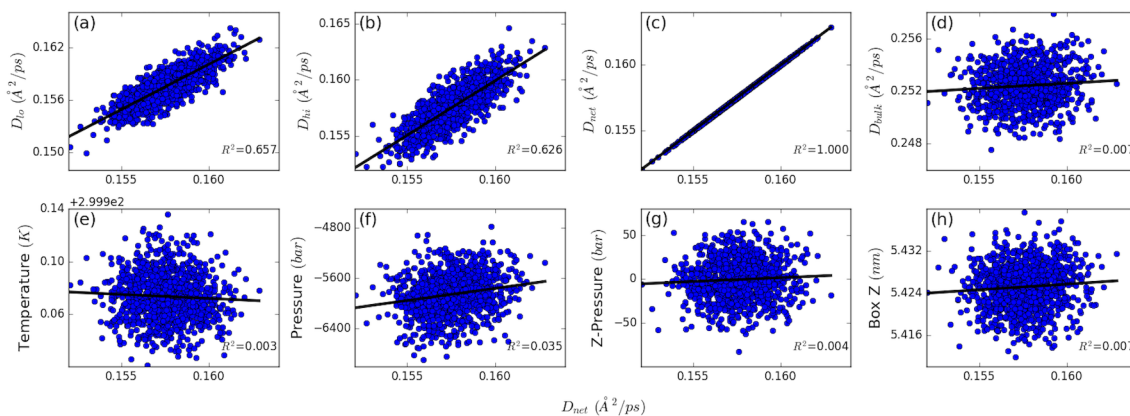 (a)
0.162
0.156
0.150
D_lo (Å^2/ps)
R^2=0.657
0.155 0.160
(b)
0.165
0.160
0.155
D_hi (Å^2/ps)
R^2=0.626
0.155 0.160
(c)
0.160
0.155
D_net (Å^2/ps)
R^2=1.000
0.155 0.160
(d)
0.256
0.252
0.248
D_bulk (Å^2/ps)
R^2=0.007
0.155 0.160
+2.999e2
(e)
0.14
0.10
0.06
Temperature (K)
R^2=0.003
0.155 0.160
(f)
−4800
−5600
−6400
Pressure (bar)
R^2=0.035
0.155 0.160
(g)
50
0
−50
Z-Pressure (bar)
R^2=0.004
0.155 0.160
(h)
5.432
5.424
5.416
Box Z (nm)
R^2=0.007
0.155 0.160
D_net (Å^2/ps)